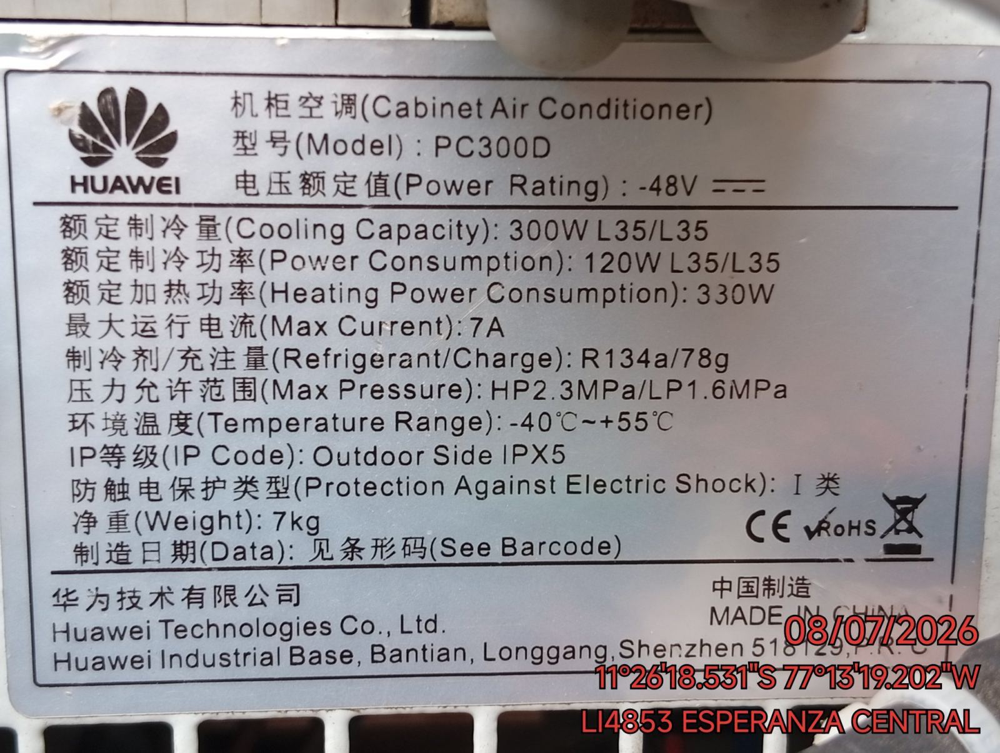 机柜空调(Cabinet Air Conditioner)
型号(Model) : PC300D
HUAWEI
电压额定值(Power Rating) : -48V
额定制冷量(Cooling Capacity): 300W L35/L35
额定制冷功率(Power Consumption): 120W L35/L35
额定加热功率(Heating Power Consumption): 330W
最大运行电流(Max Current): 7A
制冷剂/充注量(Refrigerant/Charge): R134a/78g
压力允许范围(Max Pressure): HP2.3MPa/LP1.6MPa
环境温度(Temperature Range): -40℃~+55℃
IP等级(IP Code): Outdoor Side IPX5
防触电保护类型(Protection Against Electric Shock): I 类
净重(Weight): 7kg
CE RoHS
制造日期(Data): 见条形码(See Barcode)
华为技术有限公司
中国制造
Huawei Technologies Co., Ltd.
MADE IN CHINA
Huawei Industrial Base, Bantian, Longgang, Shenzhen 518129, P.R.C
08/07/2026
11°26'18.531"S 77°13'19.202"W
LI4853 ESPERANZA CENTRAL